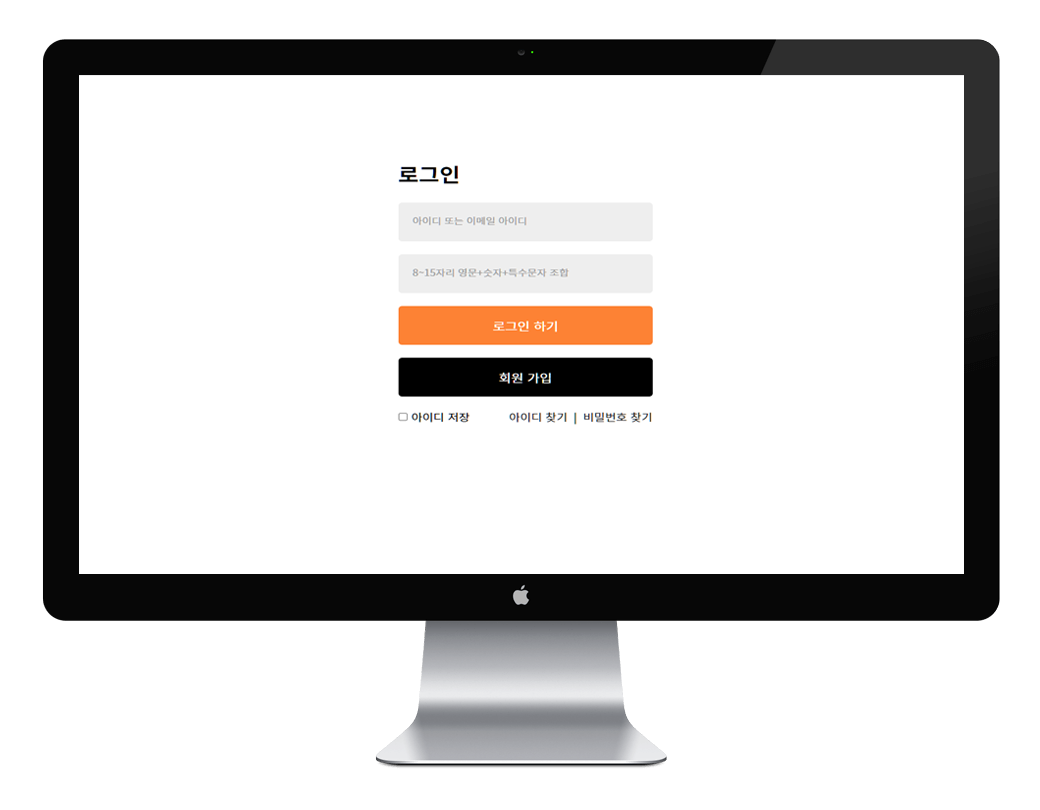 로그인
아이디 또는 이메일 아이디
8~15자리 영문+숫자+특수문자 조합
로그인 하기
회원 가입
아이디 저장 아이디 찾기 | 비밀번호 찾기